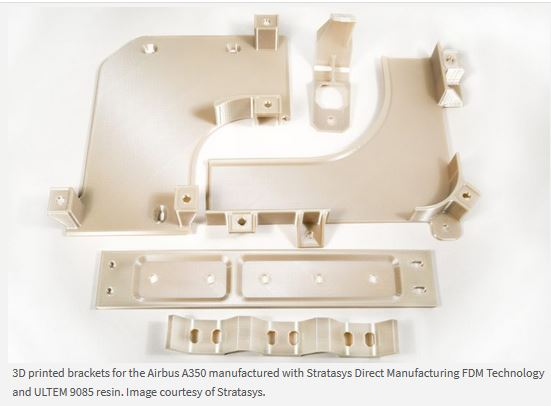 3D printed brackets for the Airbus A350 manufactured with Stratasys Direct Manufacturing FDM Technology
and ULTEM 9085 resin. Image courtesy of Stratasys.